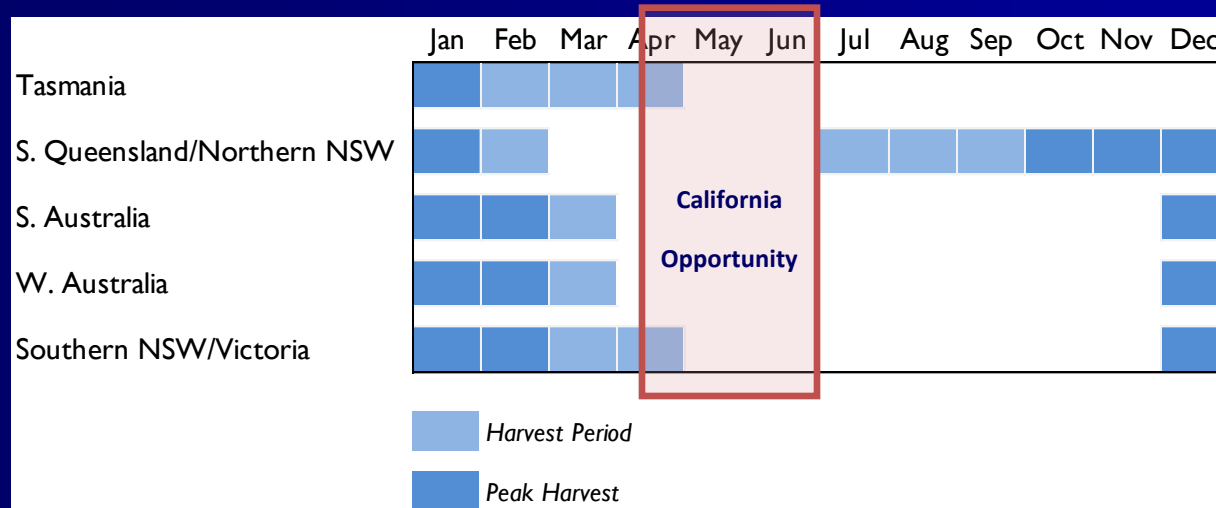 Jan Feb Mar Apr May Jun Jul Aug Sep Oct Nov Dec
Tasmania
S. Queensland/Northern NSW
S. Australia
W. Australia
Southern NSW/Victoria
California
Opportunity
Harvest Period
Peak Harvest